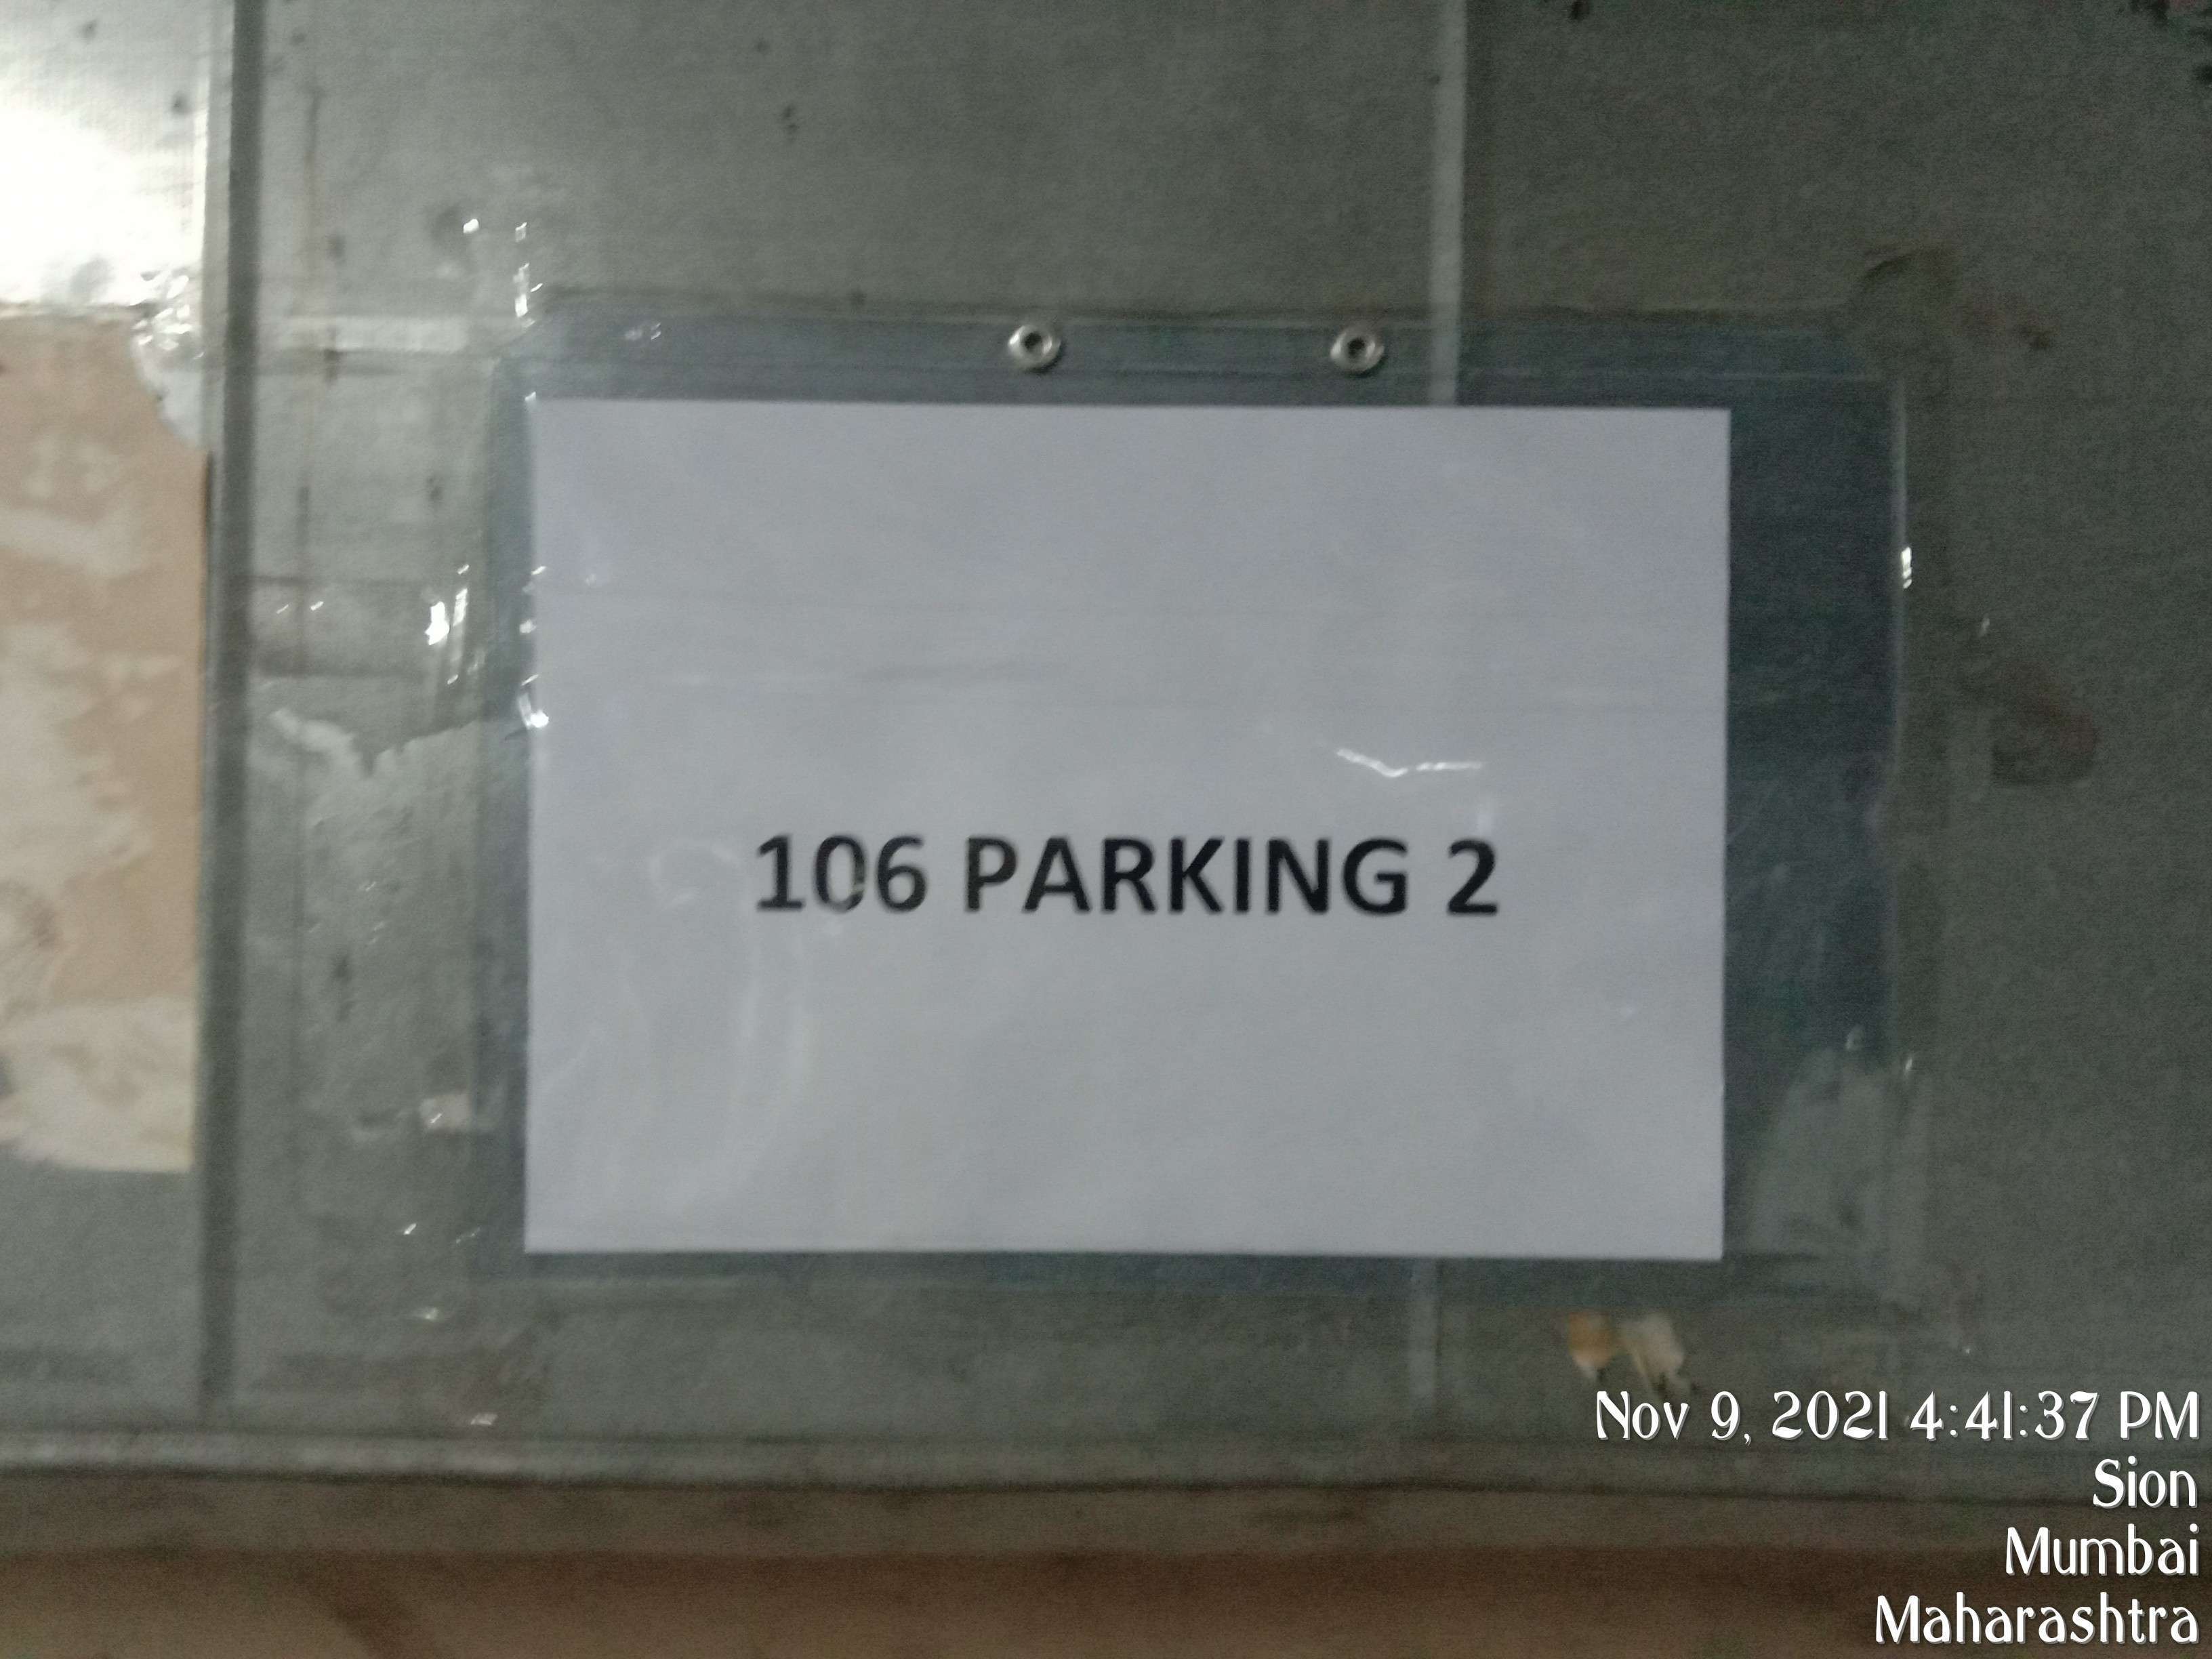 106 PARKING 2
Nov 9, 2021 4:41:37 PM
Sion
Mumbai
Maharashtra